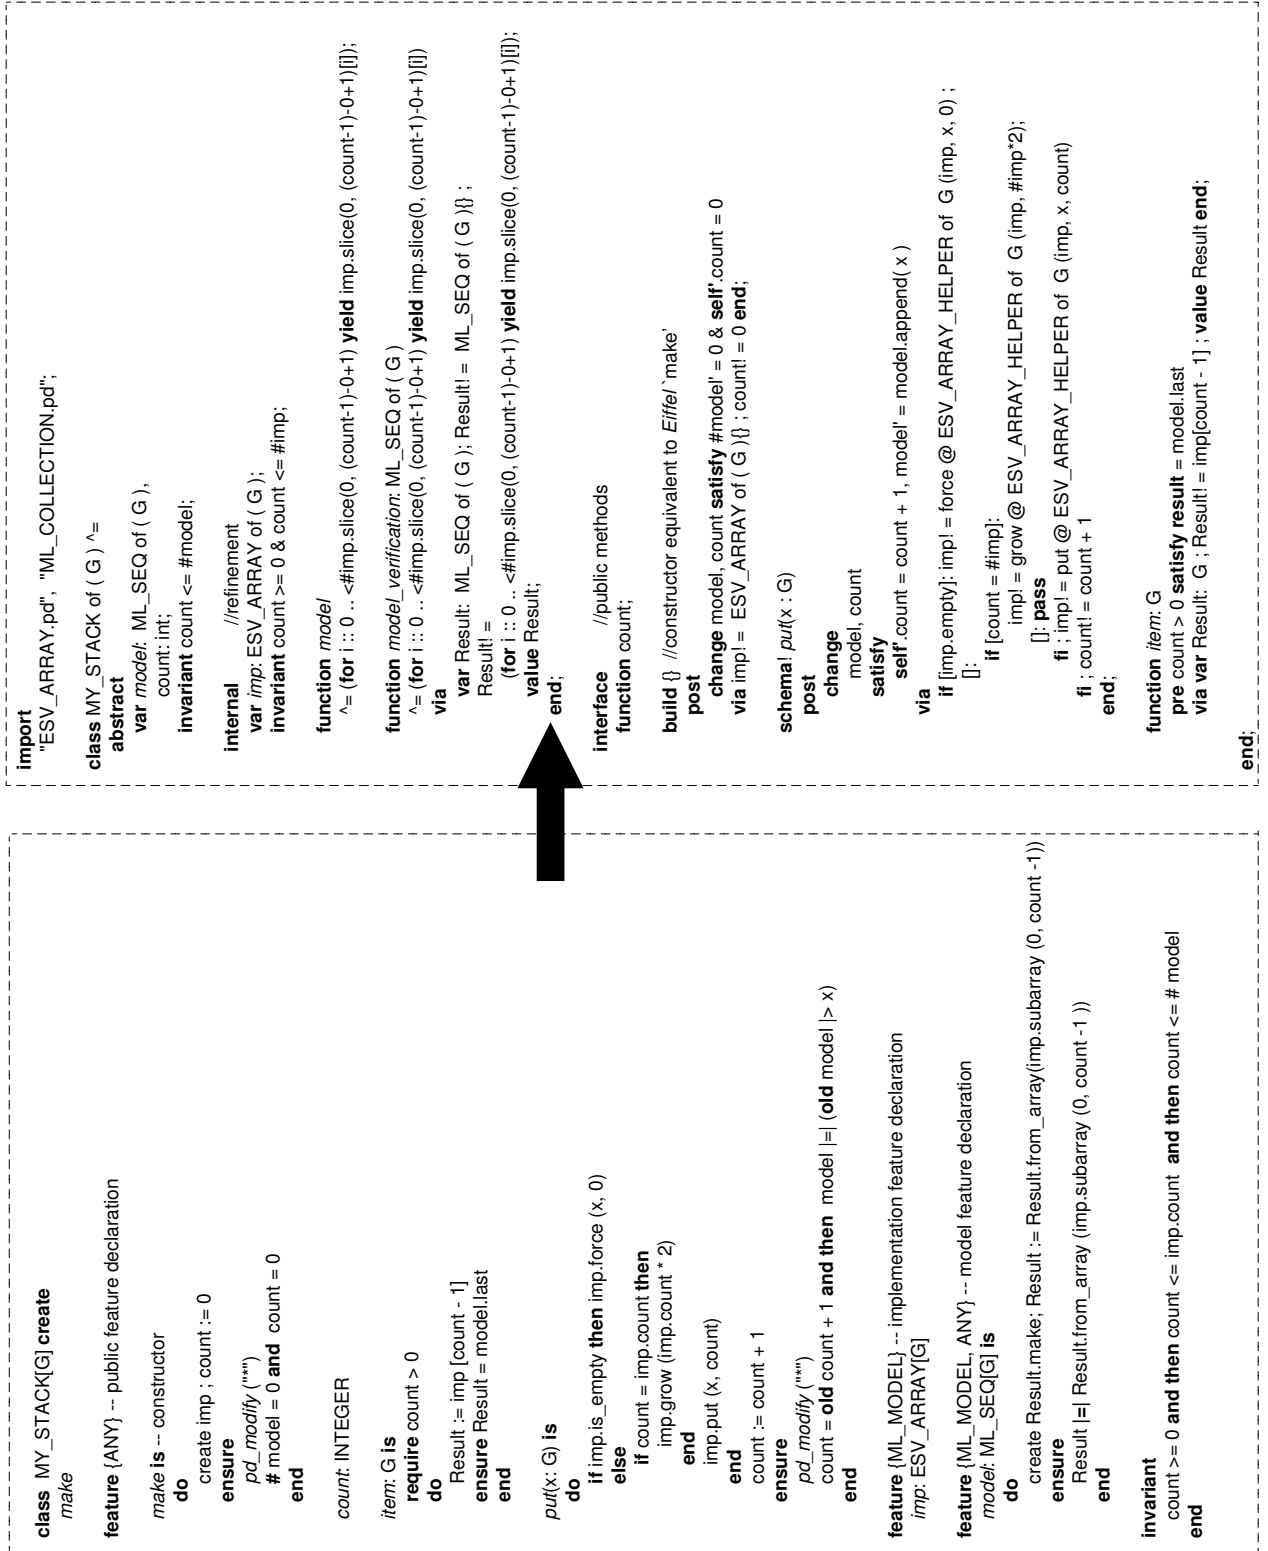 class MY_STACK[G] create
make
feature {ANY} -- public feature declaration
make is -- constructor
do
create imp ; count := 0
ensure
pd_modify ("*")
# model = 0 and count = 0
end
count: INTEGER
item: G is
require count > 0
do
Result := imp [count - 1]
ensure Result = model.last
end
put(x: G) is
do
if imp.is_empty then imp.force (x, 0)
else
if count = imp.count then
imp.grow (imp.count * 2)
end
imp.put (x, count)
end
count := count + 1
ensure
pd_modify ("*")
count = old count + 1 and then model |=| (old model |> x)
end
feature {ML_MODEL} -- implementation feature declaration
imp: ESV_ARRAY[G]
feature {ML_MODEL, ANY} -- model feature declaration
model: ML_SEQ[G] is
do
create Result.make; Result := Result.from_array(imp.subarray (0, count -1))
ensure
Result |=| Result.from_array (imp.subarray (0, count -1 ))
end
invariant
count >= 0 and then count <= imp.count and then count <= # model
end
import
"ESV_ARRAY.pd", "ML_COLLECTION.pd";
class MY_STACK of ( G ) ^=
abstract
var model: ML_SEQ of ( G ) ,
count: int;
invariant count <= #model;
internal //refinement
var imp: ESV_ARRAY of ( G );
invariant count >= 0 & count <= #imp;
function model
^= (for i :: 0 .. <#imp.slice(0, (count-1)-0+1) yield imp.slice(0, (count-1)-0+1)[i]);
function model_verification: ML_SEQ of ( G )
^= (for i :: 0 .. <#imp.slice(0, (count-1)-0+1) yield imp.slice(0, (count-1)-0+1)[i])
via
var Result: ML_SEQ of ( G ); Result! = ML_SEQ of ( G ){} ;
Result! =
(for i :: 0 .. <#imp.slice(0, (count-1)-0+1) yield imp.slice(0, (count-1)-0+1)[i]);
value Result;
end;
interface //public methods
function count;
build {} //constructor equivalent to Eiffel `make'
post
change model, count satisfy #model' = 0 & self'.count = 0
via imp! = ESV_ARRAY of ( G ){} ; count! = 0 end;
schema! put(x : G)
post
change
model, count
satisfy
self'.count = count + 1, model' = model.append( x )
via
if [imp.empty]: imp! = force @ ESV_ARRAY_HELPER of G (imp, x, 0) ;
[]:
if [count = #imp]:
imp! = grow @ ESV_ARRAY_HELPER of G (imp, #imp*2);
[]: pass
fi ; imp! = put @ ESV_ARRAY_HELPER of G (imp, x, count)
fi ; count! = count + 1
end;
function item: G
pre count > 0 satisfy result = model.last
via var Result: G ; Result! = imp[count - 1] ; value Result end;
end;